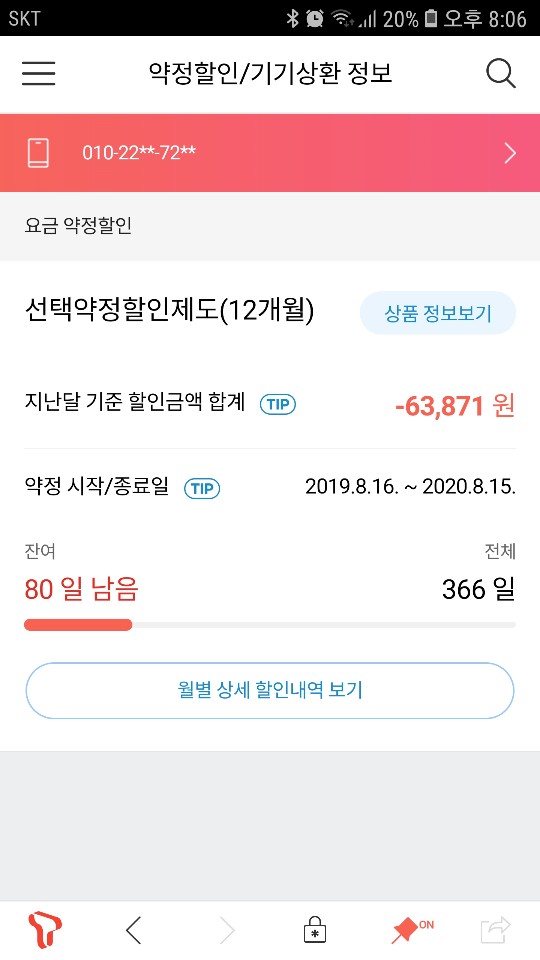 SKT 20% 오후 8:06
약정할인/기기상환 정보
010-22**-72**
요금 약정할인
선택약정할인제도(12개월) 상품 정보보기
지난달 기준 할인금액 합계 TIP -63,871 원
약정 시작/종료일 TIP 2019.8.16. ~ 2020.8.15.
잔여 전체
80 일 남음 366 일
월별 상세 할인내역 보기
ON